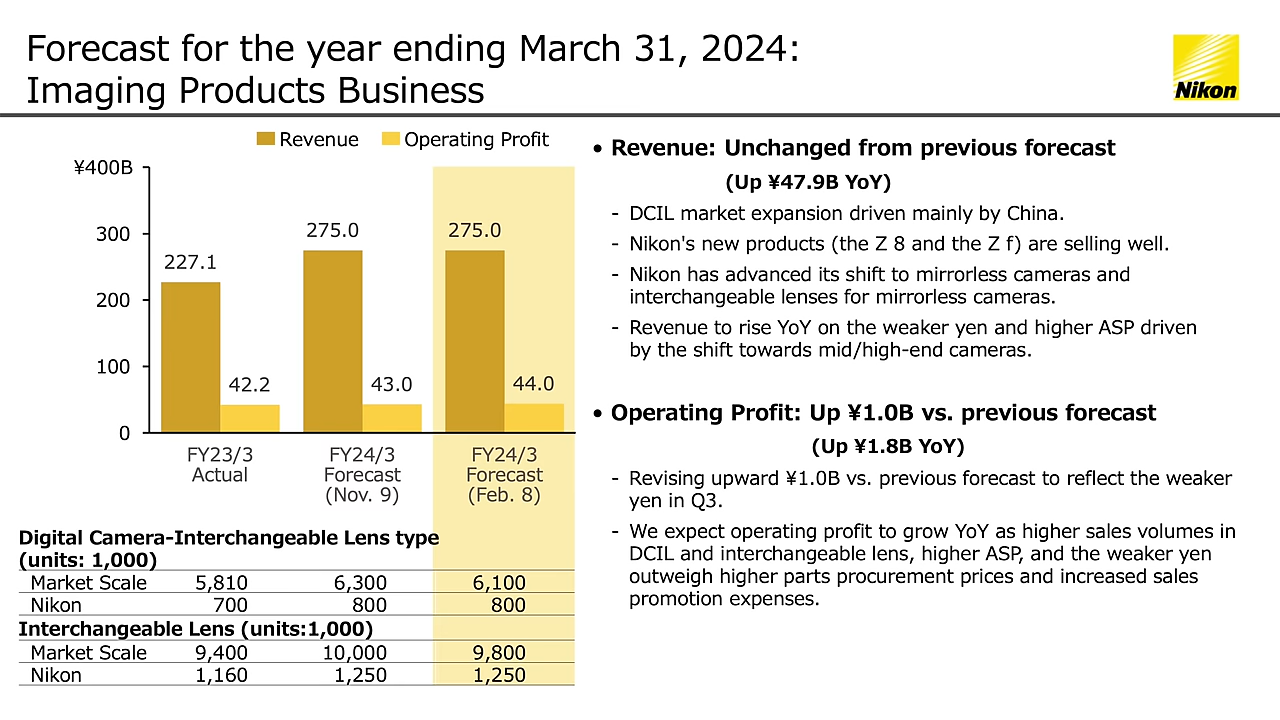 Forecast for the year ending March 31, 2024:
Imaging Products Business
Nikon
Revenue Operating Profit
¥400B
300
200
100
0
227.1
42.2
275.0
43.0
275.0
44.0
FY23/3
Actual
FY24/3
Forecast
(Nov. 9)
FY24/3
Forecast
(Feb. 8)
Digital Camera-Interchangeable Lens type
(units: 1,000)
Market Scale 5,810 6,300 6,100
Nikon 700 800 800
Interchangeable Lens (units:1,000)
Market Scale 9,400 10,000 9,800
Nikon 1,160 1,250 1,250
• Revenue: Unchanged from previous forecast
(Up ¥47.9B YoY)
- DCIL market expansion driven mainly by China.
- Nikon's new products (the Z 8 and the Z f) are selling well.
- Nikon has advanced its shift to mirrorless cameras and
interchangeable lenses for mirrorless cameras.
- Revenue to rise YoY on the weaker yen and higher ASP driven
by the shift towards mid/high-end cameras.
• Operating Profit: Up ¥1.0B vs. previous forecast
(Up ¥1.8B YoY)
- Revising upward ¥1.0B vs. previous forecast to reflect the weaker
yen in Q3.
- We expect operating profit to grow YoY as higher sales volumes in
DCIL and interchangeable lens, higher ASP, and the weaker yen
outweigh higher parts procurement prices and increased sales
promotion expenses.